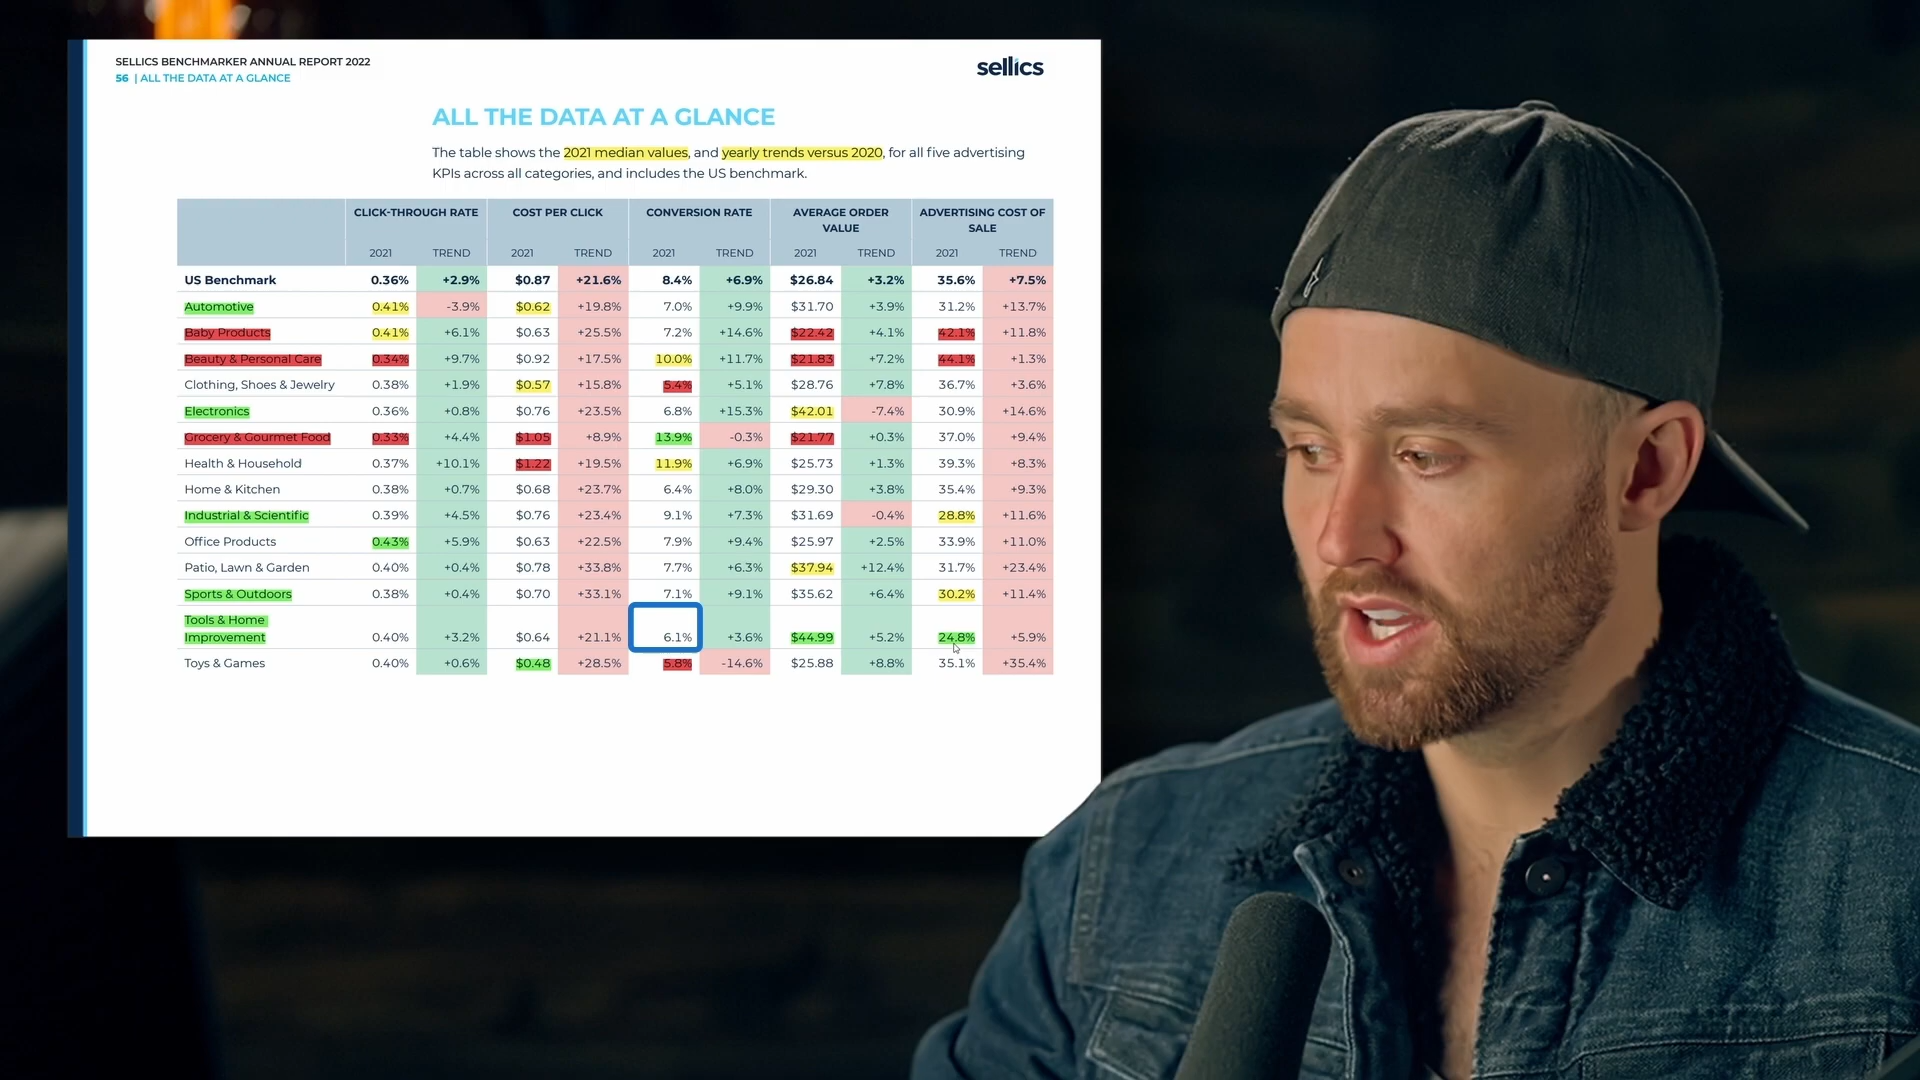 SELLICS BENCHMARKER ANNUAL REPORT 2022
56 | ALL THE DATA AT A GLANCE
sellics
ALL THE DATA AT A GLANCE
The table shows the 2021 median values, and yearly trends versus 2020, for all five advertising
KPIs across all categories, and includes the US benchmark.
CLICK-THROUGH RATE COST PER CLICK CONVERSION RATE AVERAGE ORDER VALUE ADVERTISING COST OF SALE
2021 TREND 2021 TREND 2021 TREND 2021 TREND 2021 TREND
US Benchmark 0.36% +2.9% $0.87 +21.6% 8.4% +6.9% $26.84 +3.2% 35.6% +7.5%
Automotive 0.41% -3.9% $0.62 +19.8% 7.0% +9.9% $31.70 +3.9% 31.2% +13.7%
Baby Products 0.41% +6.1% $0.63 +25.5% 7.2% +14.6% $22.42 +4.1% 42.1% +11.8%
Beauty & Personal Care 0.34% +9.7% $0.92 +17.5% 10.0% +11.7% $21.83 +7.2% 44.1% +1.3%
Clothing, Shoes & Jewelry 0.38% +1.9% $0.57 +15.8% 5.4% +5.1% $28.76 +7.8% 36.7% +3.6%
Electronics 0.36% +0.8% $0.76 +23.5% 6.8% +15.3% $42.01 -7.4% 30.9% +14.6%
Grocery & Gourmet Food 0.33% +4.4% $1.05 +8.9% 13.9% -0.3% $21.77 +0.3% 37.0% +9.4%
Health & Household 0.37% +10.1% $1.22 +19.5% 11.9% +6.9% $25.73 +1.3% 39.3% +8.3%
Home & Kitchen 0.38% +0.7% $0.68 +23.7% 6.4% +8.0% $29.30 +3.8% 35.4% +9.3%
Industrial & Scientific 0.39% +4.5% $0.76 +23.4% 9.1% +7.3% $31.69 -0.4% 28.8% +11.6%
Office Products 0.43% +5.9% $0.63 +22.5% 7.9% +9.4% $25.97 +2.5% 33.9% +11.0%
Patio, Lawn & Garden 0.40% +0.4% $0.78 +33.8% 7.7% +6.3% $37.94 +12.4% 31.7% +23.4%
Sports & Outdoors 0.38% +0.4% $0.70 +33.1% 7.1% +9.1% $35.62 +6.4% 30.2% +11.4%
Tools & Home
Improvement 0.40% +3.2% $0.64 +21.1% 6.1% +3.6% $44.99 +5.2% 24.8% +5.9%
Toys & Games 0.40% +0.6% $0.48 +28.5% 5.8% -14.6% $25.88 +8.8% 35.1% +35.4%